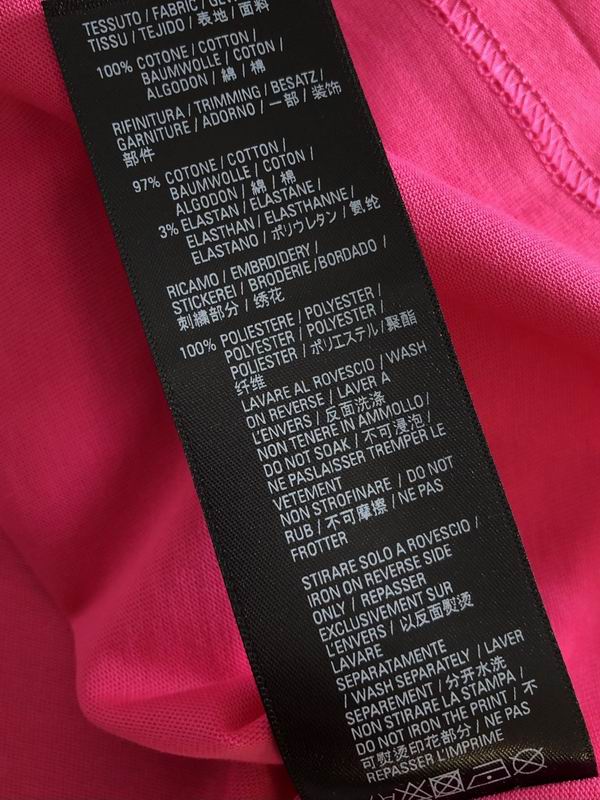 TESSUTO / FABRIC /
TISSU / TEJIDO / 表地 / 面料
100% COTONE / COTTON /
BAUMWOLLE / COTON /
ALGODON / 綿 / 棉
RIFINITURA / TRIMMING / BESATZ /
GARNITURE / ADORNO / 一部 / 装饰
部件
97% COTONE / COTTON /
BAUMWOLLE / COTON /
ALGODON / 綿 / 棉
3% ELASTAN / ELASTANE /
ELASTHAN / ELASTHANNE /
ELASTANO / ポリウレタン / 氨纶
RICAMO / EMBRDIDERY /
STICKEREI / BRODERIE /BORDADO /
刺繍部分 / 绣花
100% POLIESTERE / POLYESTER /
POLYESTER / POLYESTER /
POLIESTER / ポリエステル / 聚酯
纤维
LAVARE AL ROVESCIO / WASH
ON REVERSE / LAVER A
L'ENVERS / 反面洗涤
NON TENERE IN AMMOLLO /
DO NOT SOAK / 不可浸泡 /
NE PASLAISSER TREMPER LE
VETEMENT
NON STROFINARE / DO NOT
RUB / 不可摩擦 / NE PAS
FROTTER
STIRARE SOLO A ROVESCIO /
IRON ON REVERSE SIDE
ONLY / REPASSER
EXCLUSIVEMENT SUR
L'ENVERS / 以反面熨烫
LAVARE
SEPARATAMENTE
/ WASH SEPARATELY / LAVER
SEPAREMENT / 分开水洗
NON STIRARE LA STAMPA /
DO NOT IRON THE PRINT / 不
可熨烫印花部分 / NE PAS
REPASSER L'IMPRIME